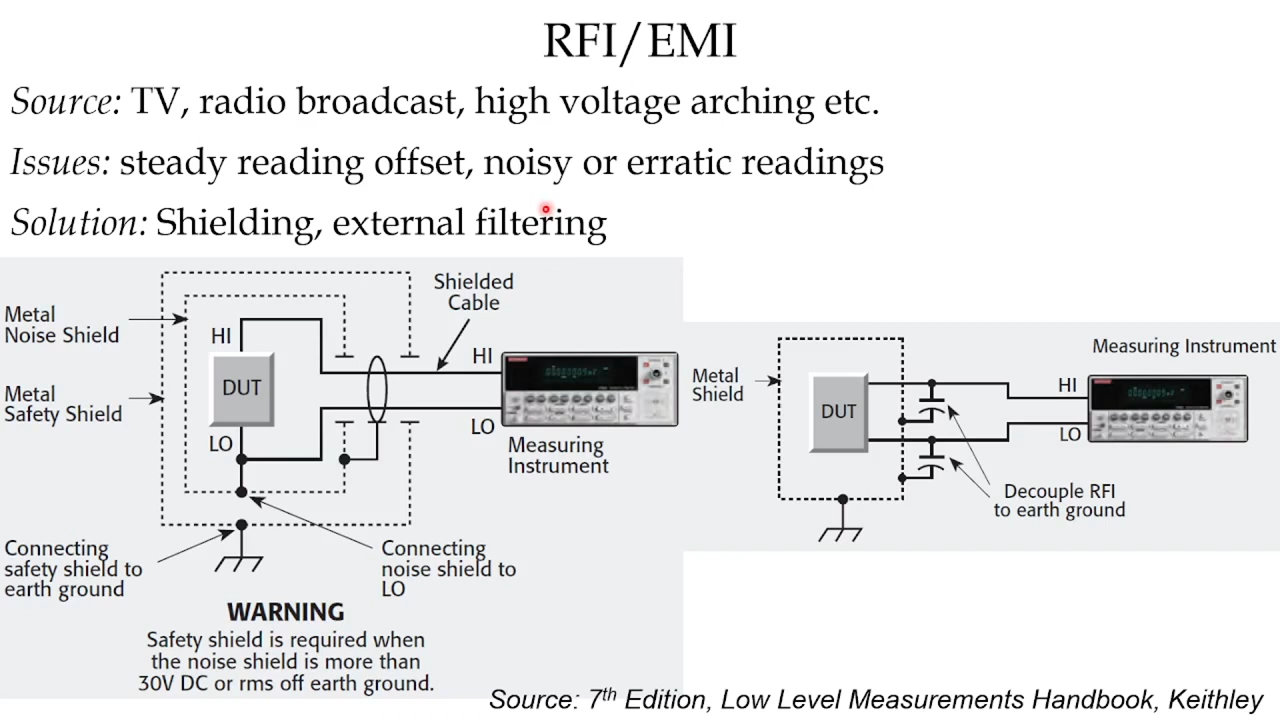 RFI/EMI
Source: TV, radio broadcast, high voltage arching etc.
Issues: steady reading offset, noisy or erratic readings
Solution: Shielding, external filtering
Shielded
Cable
Metal
Noise Shield
HI
HI
DUT
Metal
Safety Shield
LO
LO
Measuring
Instrument
Connecting
safety shield to
earth ground
Connecting
noise shield to
LO
WARNING
Safety shield is required when
the noise shield is more than
30V DC or rms off earth ground.
Measuring Instrument
Metal
Shield
HI
DUT
LO
Decouple RFI
to earth ground
Source: 7th Edition, Low Level Measurements Handbook, Keithley